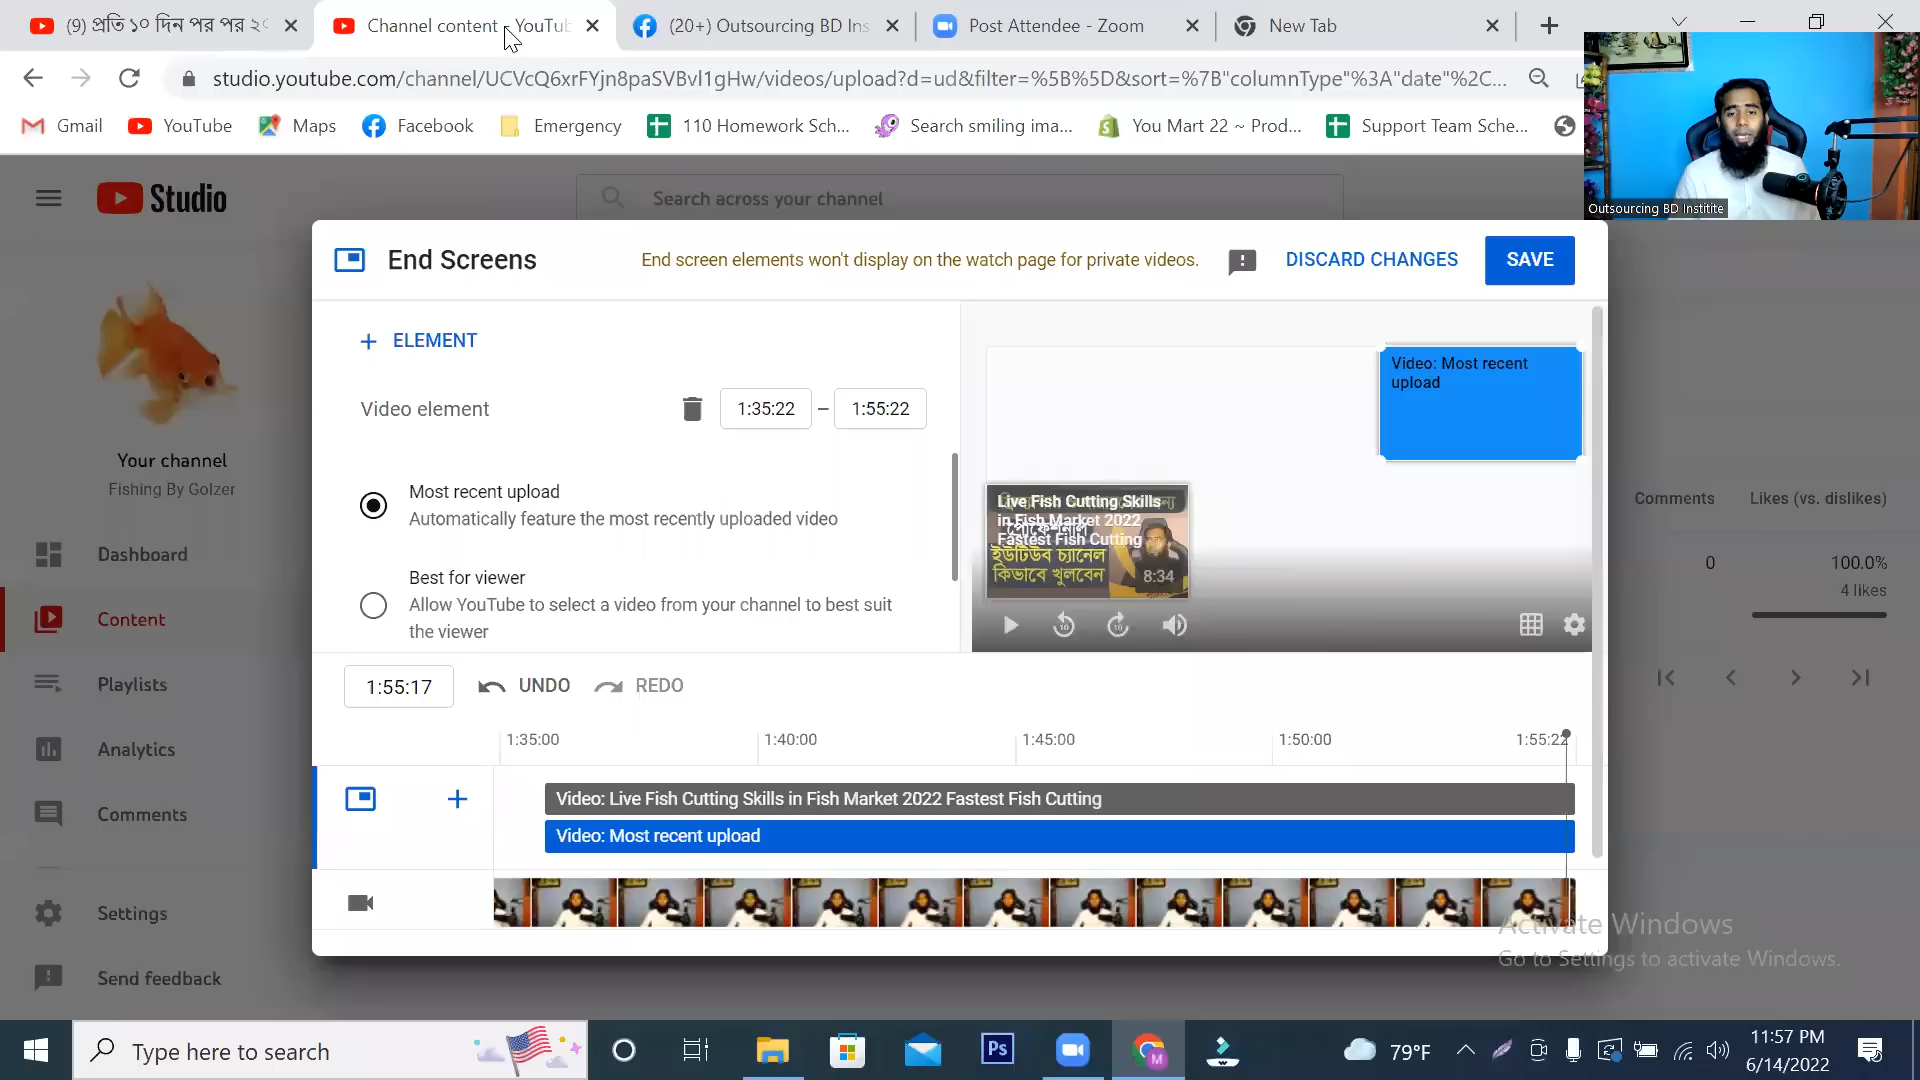 (9) প্রতি ১০ দিন পর পর ২৫
Channel content - YouTub
(20+) Outsourcing BD Ins
Post Attendee - Zoom
New Tab
studio.youtube.com/channel/UCVcQ6xrFYjn8paSVBvl1gHw/videos/upload?d=ud&filter=%5B%5D&sort=%7B"columnType"%3A"date"%2C...
Gmail
YouTube
Maps
Facebook
Emergency
110 Homework Sch...
Search smiling ima...
You Mart 22 ~ Prod...
Support Team Sche...
Outsourcing BD Institite
Studio
Search across your channel
End Screens
End screen elements won't display on the watch page for private videos.
DISCARD CHANGES
SAVE
ELEMENT
Video element
1:35:22 – 1:55:22
Most recent upload
Automatically feature the most recently uploaded video
Best for viewer
Allow YouTube to select a video from your channel to best suit
the viewer
Video: Most recent
upload
Live Fish Cutting Skills
in Fish Market 2022
Fastest Fish Cutting
ইউটিউব চ্যানেল
কিভাবে খুলবেন
8:34
10
10
1:55:17
UNDO
REDO
1:35:00
1:40:00
1:45:00
1:50:00
1:55:22
Video: Live Fish Cutting Skills in Fish Market 2022 Fastest Fish Cutting
Video: Most recent upload
Your channel
Fishing By Golzer
Dashboard
Content
Playlists
Analytics
Comments
Settings
Send feedback
Comments
Likes (vs. dislikes)
0
100.0%
4 likes
Activate Windows
Go to Settings to activate Windows.
Type here to search
Ps
M
79°F
11:57 PM
6/14/2022